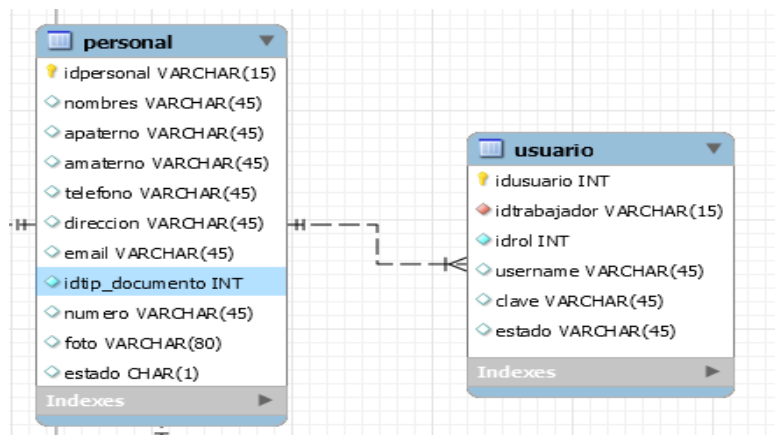 personal
idpersonal VARCHAR(15)
nombres VARCHAR(45)
apaterno VARCHAR(45)
amaterno VARCHAR(45)
telefono VARCHAR(45)
direccion VARCHAR(45)
email VARCHAR(45)
idtip_documento INT
numero VARCHAR(45)
foto VARCHAR(80)
estado CHAR(1)
Indexes
usuario
idusuario INT
idtrabajador VARCHAR(15)
idrol INT
username VARCHAR(45)
clave VARCHAR(45)
estado VARCHAR(45)
Indexes